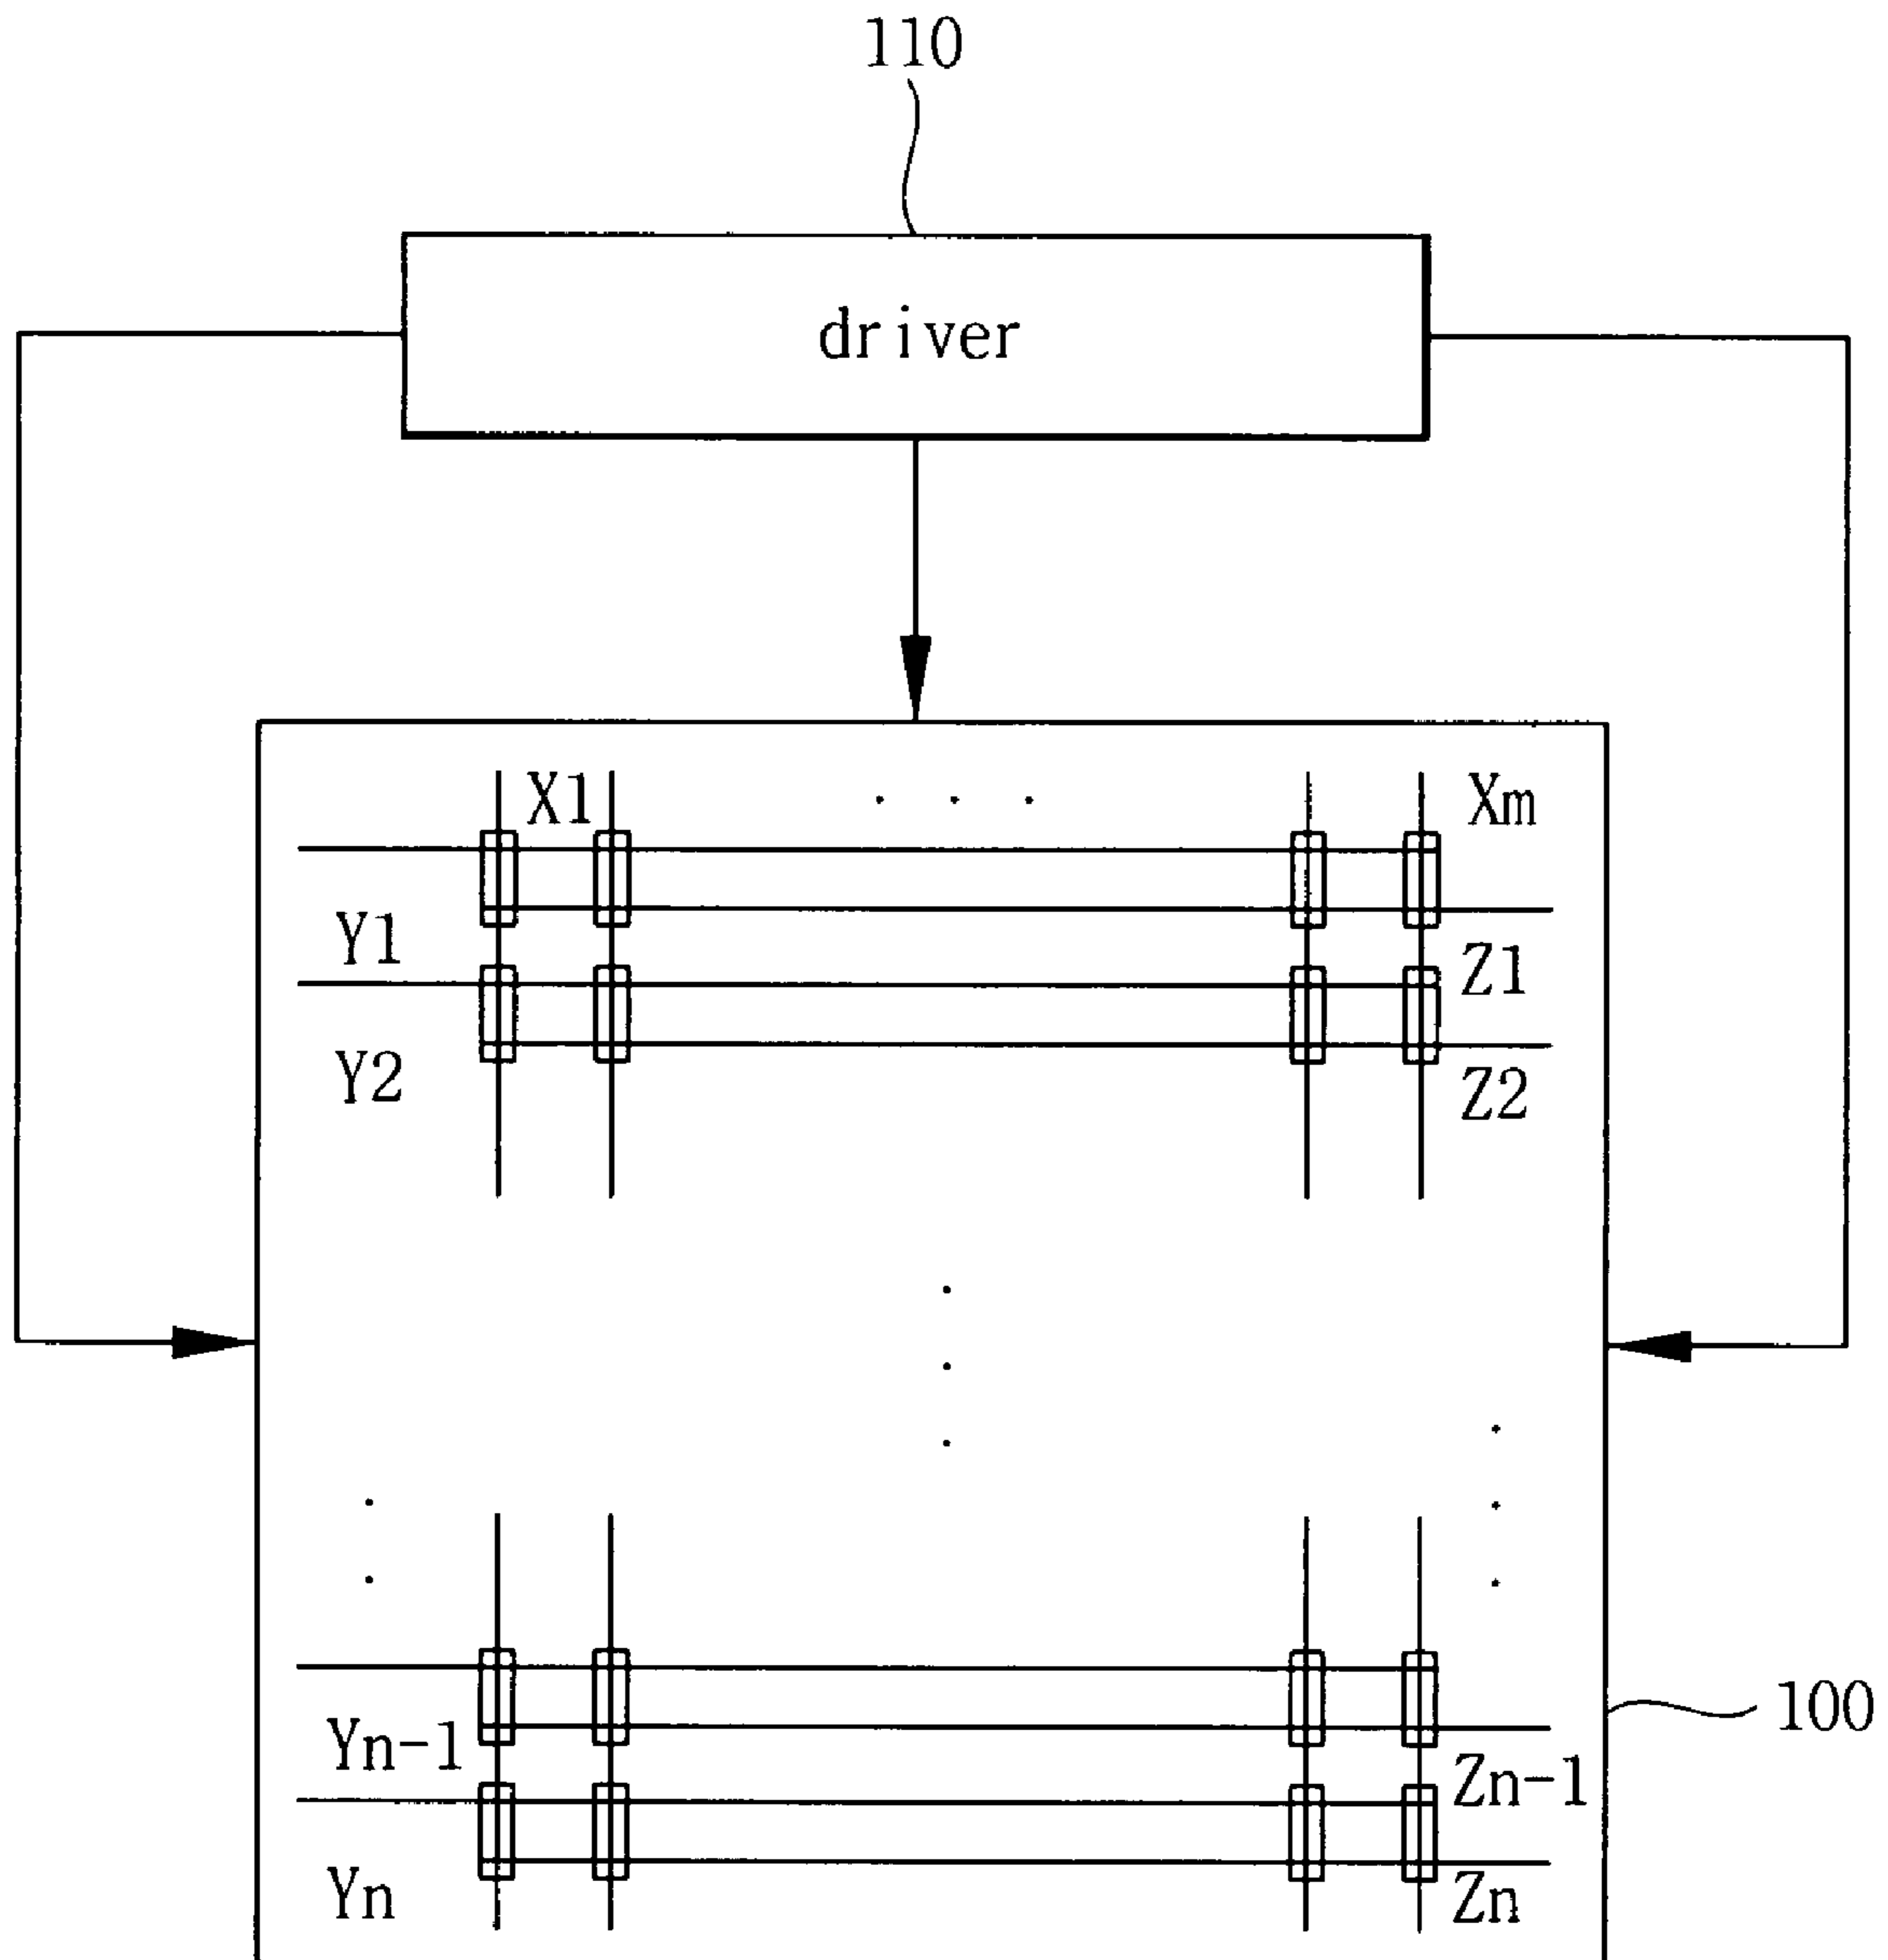 110
driver
X1 . . . Xm
Y1
Z1
Y2
Z2
100
Yn-1
Zn-1
Yn
Zn